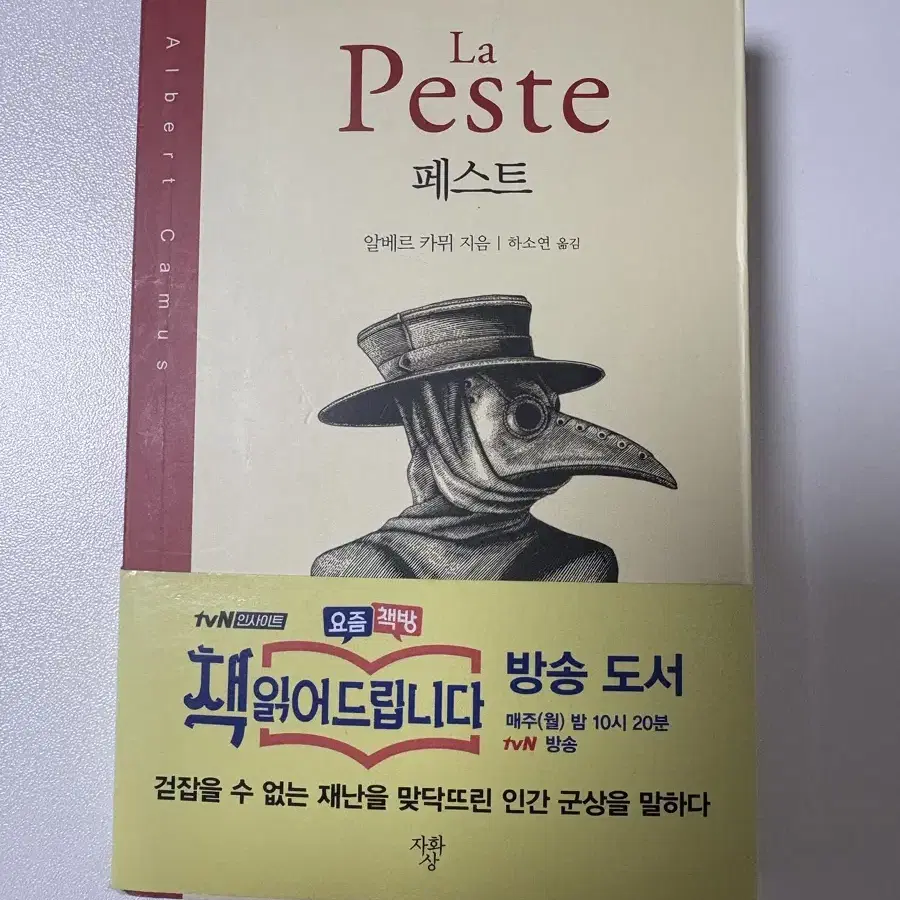 Albert Camus
La
Peste
페스트
알베르 카뮈 지음 | 하소연 옮김
tvN 인사이트
요즘 책방
책 읽어드립니다
방송 도서
매주(월) 밤 10시 20분
tvN 방송
걷잡을 수 없는 재난을 맞닥뜨린 인간 군상을 말하다
자화상